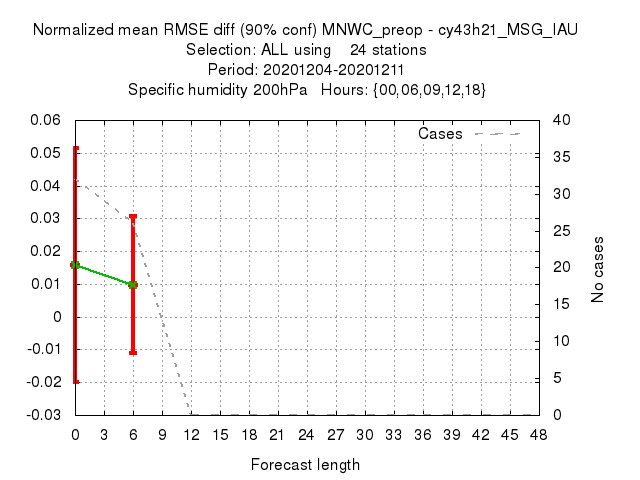 Normalized mean RMSE diff (90% conf) MNWC_preop - cy43h21_MSG_IAU
Selection: ALL using 24 stations
Period: 20201204-20201211
Specific humidity 200hPa Hours: {00,06,09,12,18}
Cases
0.06
0.05
0.04
0.03
0.02
0.01
0
-0.01
-0.02
-0.03
40
35
30
25
20
15
10
5
0
No cases
0 3 6 9 12 15 18 21 24 27 30 33 36 39 42 45 48
Forecast length